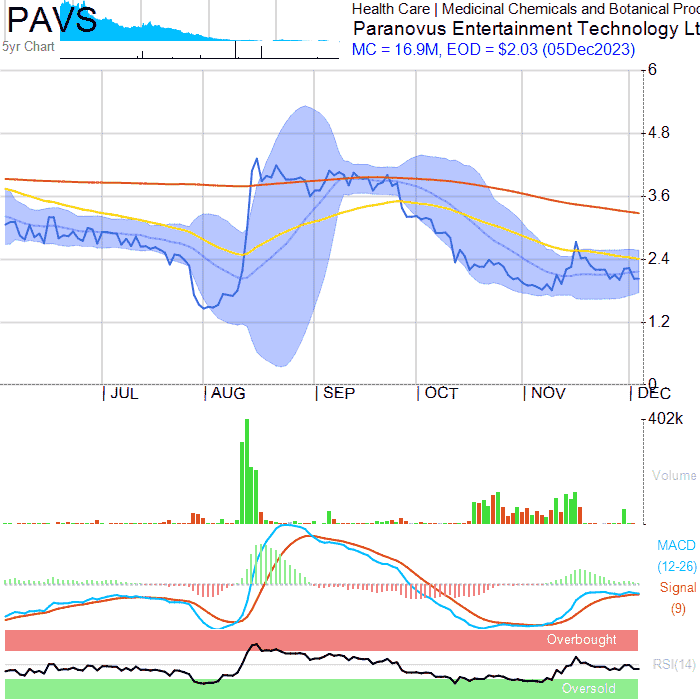 PAVS
Health Care | Medicinal Chemicals and Botanical Proc
Paranovus Entertainment Technology Lt
5yr Chart
MC = 16.9M, EOD = $2.03 (05Dec2023)
6
4.8
3.6
2.4
1.2
0
| JUL | AUG | SEP | OCT | NOV | DEC
402k
Volume
MACD
(12-26)
Signal
(9)
Overbought
RSI(14)
Oversold